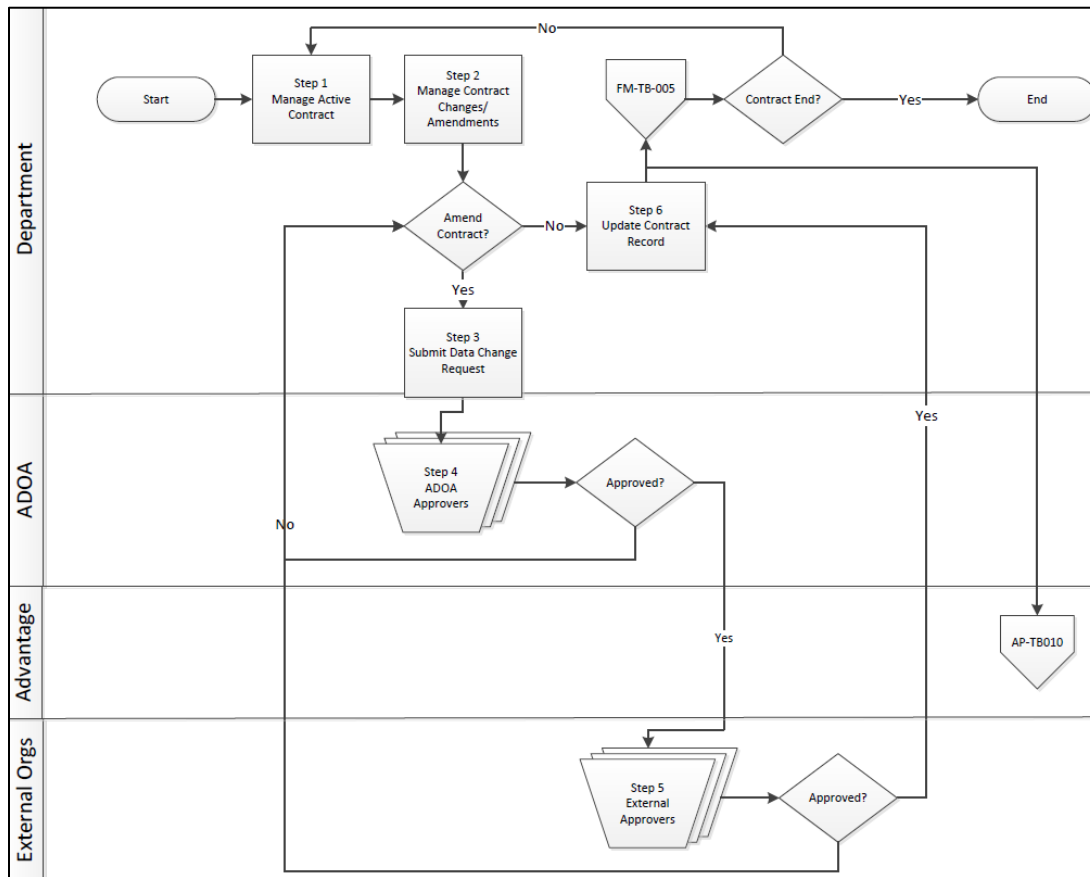 Department
No
Start
Step 1
Manage Active
Contract
Step 2
Manage Contract
Changes/
Amendments
FM-TB-005
Contract End?
Yes
End
Amend
Contract?
No
Step 6
Update Contract
Record
Yes
Step 3
Submit Data Change
Request
ADOA
Step 4
ADOA
Approvers
Approved?
Yes
No
Advantage
Yes
AP-TB010
External Orgs
Step 5
External
Approvers
Approved?